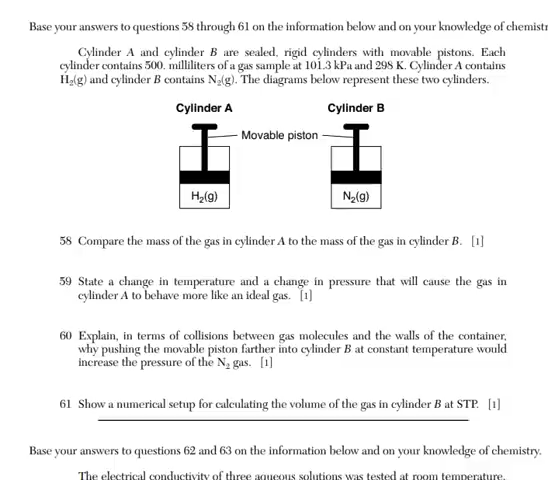 Base your answers to questions 58 through 61 on the information below and on your knowledge of chemistr
Cylinder A and cylinder B are sealed, rigid cylinders with movable pistons. Each
cylinder contains 500. milliliters of a gas sample at 101.3 kPa and 298 K. Cylinder A contains
H₂(g) and cylinder B contains N₂(g). The diagrams below represent these two cylinders.
Cylinder A Cylinder B
Movable piston
H₂(g) N₂(g)
58 Compare the mass of the gas in cylinder A to the mass of the gas in cylinder B. [1]
59 State a change in temperature and a change in pressure that will cause the gas in
cylinder A to behave more like an ideal gas. [1]
60 Explain, in terms of collisions between gas molecules and the walls of the container,
why pushing the movable piston farther into cylinder B at constant temperature would
increase the pressure of the N₂ gas. [1]
61 Show a numerical setup for calculating the volume of the gas in cylinder B at STP. [1]
Base your answers to questions 62 and 63 on the information below and on your knowledge of chemistry.
The electrical conductivity of three aqueous solutions was tested at room temperature.